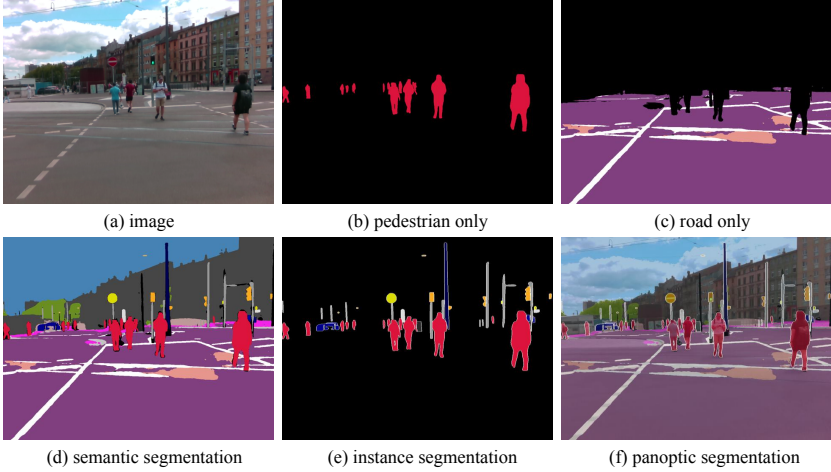 (a) image
(b) pedestrian only
(c) road only
(d) semantic segmentation
(e) instance segmentation
(f) panoptic segmentation